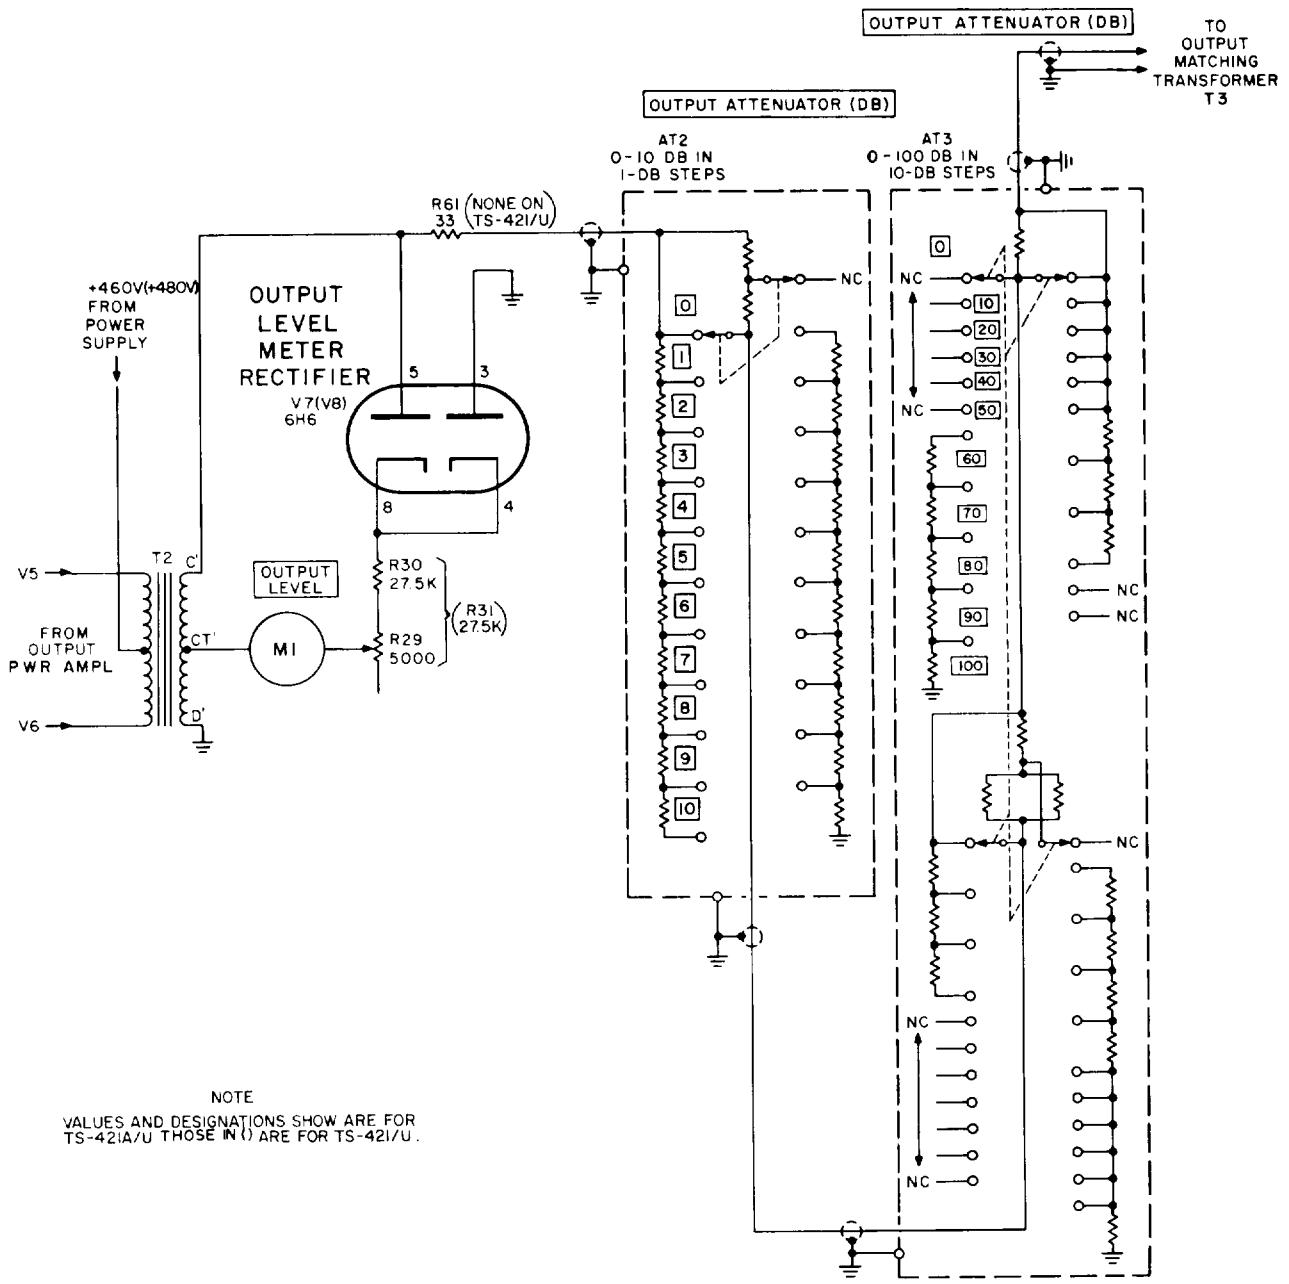 OUTPUT ATTENUATOR (DB)
TO
OUTPUT
MATCHING
TRANSFORMER
T3
OUTPUT ATTENUATOR (DB)
AT2
0-10 DB IN
1-DB STEPS
AT3
0-100 DB IN
10-DB STEPS
R61 (NONE ON
33 TS-421/U)
+460V(+480V)
FROM
POWER
SUPPLY
OUTPUT
LEVEL
METER
RECTIFIER
V7(V8)
6H6
5
3
8
4
0
NC
1
2
3
4
5
6
7
8
9
10
0
NC
10
20
30
40
NC
50
60
70
80
90
100
NC
NC
T2
C'
V5
CT'
FROM
OUTPUT
PWR AMPL
V6
D'
OUTPUT
LEVEL
M1
R30
27.5K
R29
5000
(R31
27.5K)
NC
NC
NC
NOTE
VALUES AND DESIGNATIONS SHOW ARE FOR
TS-421A/U THOSE IN () ARE FOR TS-421/U.